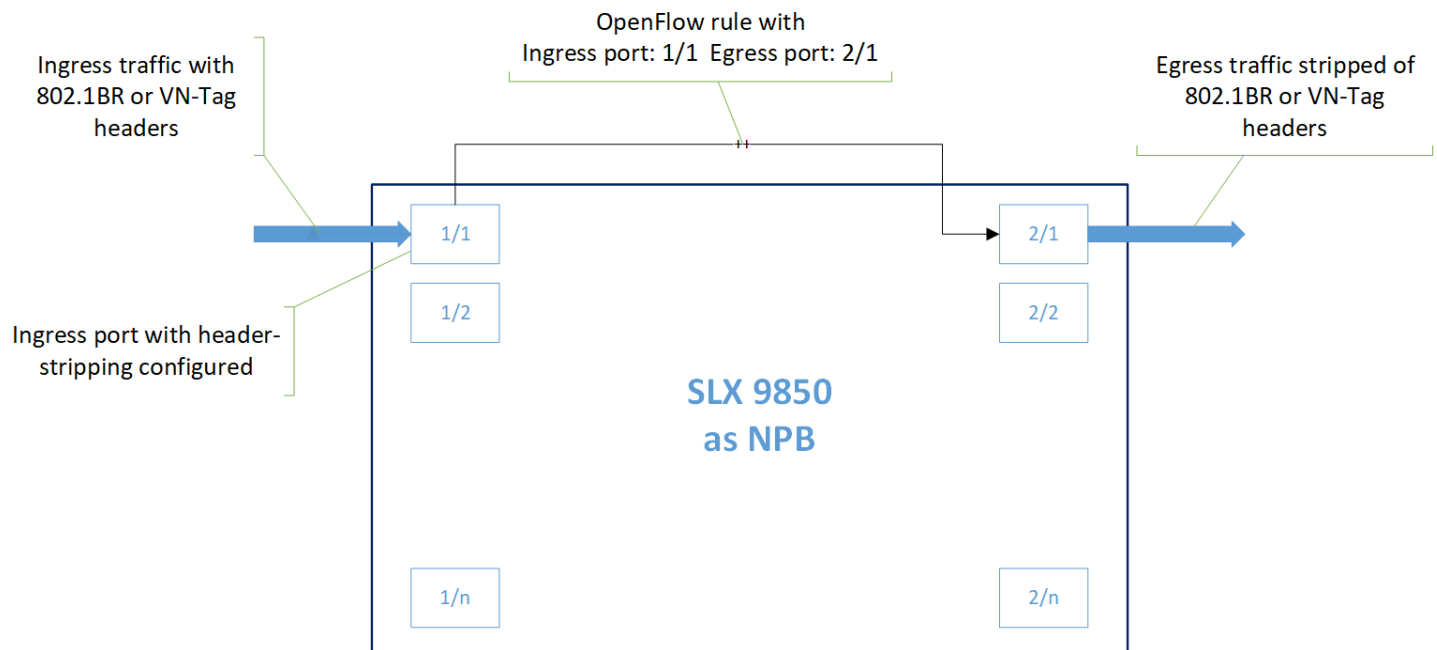 OpenFlow rule with
Ingress port: 1/1  Egress port: 2/1
Ingress traffic with
802.1BR or VN-Tag
headers
Egress traffic stripped of
802.1BR or VN-Tag
headers
1/1
2/1
Ingress port with header-
stripping configured
1/2
2/2
SLX 9850
as NPB
1/n
2/n